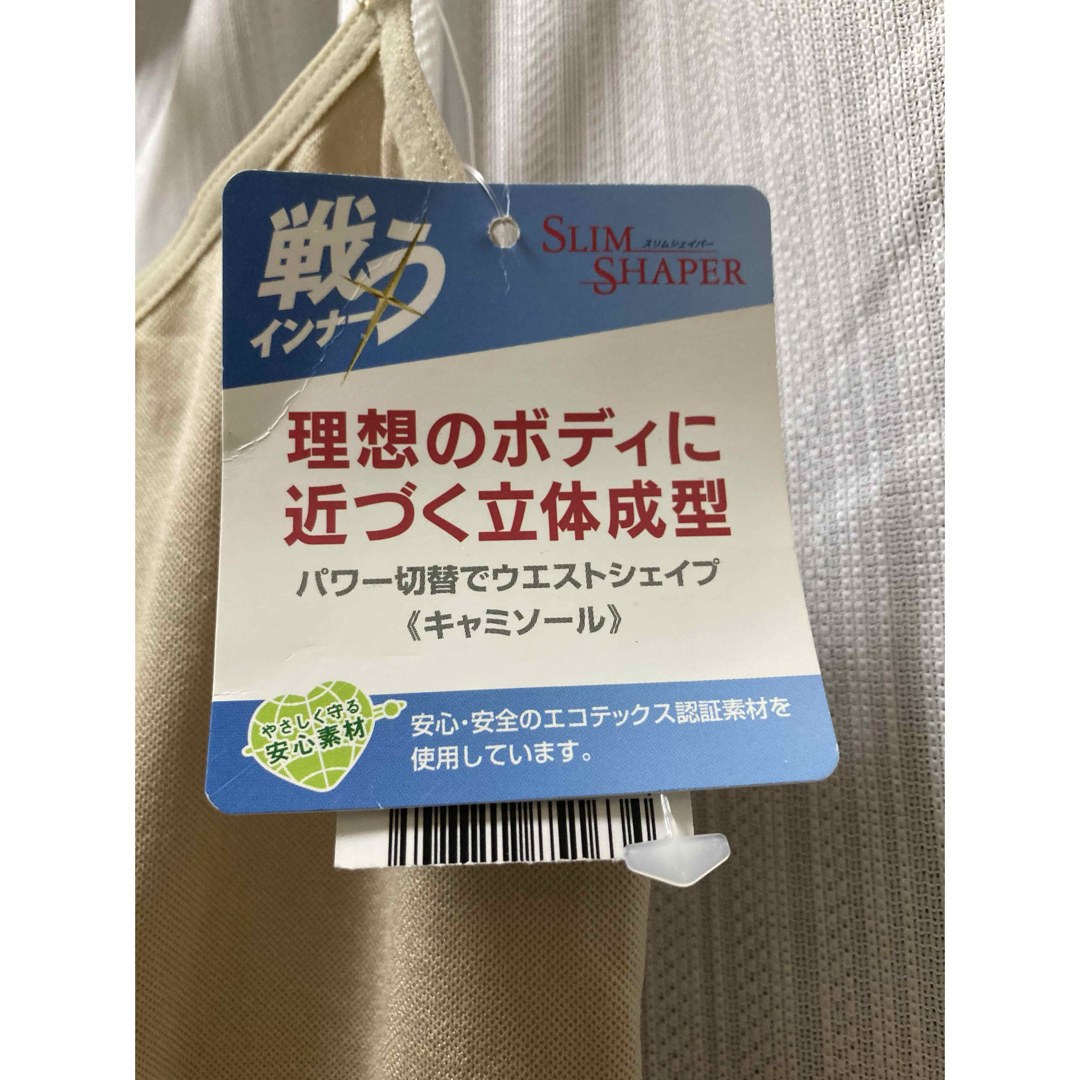 戦う
インナー
SLIM スリムシェイパー
SHAPER
理想のボディに
近づく立体成型
パワー切替でウエストシェイプ
《キャミソール》
やさしく守る
安心素材
安心・安全のエコテックス認証素材を
使用しています。